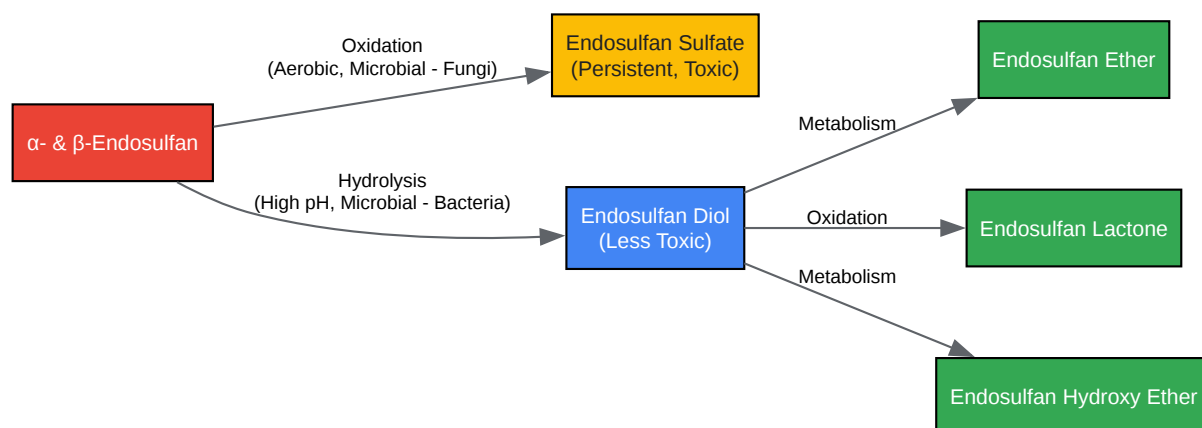 α- & β-Endosulfan
Oxidation
(Aerobic, Microbial - Fungi)
Hydrolysis
(High pH, Microbial - Bacteria)
Endosulfan Sulfate
(Persistent, Toxic)
Endosulfan Diol
(Less Toxic)
Metabolism
Oxidation
Metabolism
Endosulfan Ether
Endosulfan Lactone
Endosulfan Hydroxy Ether